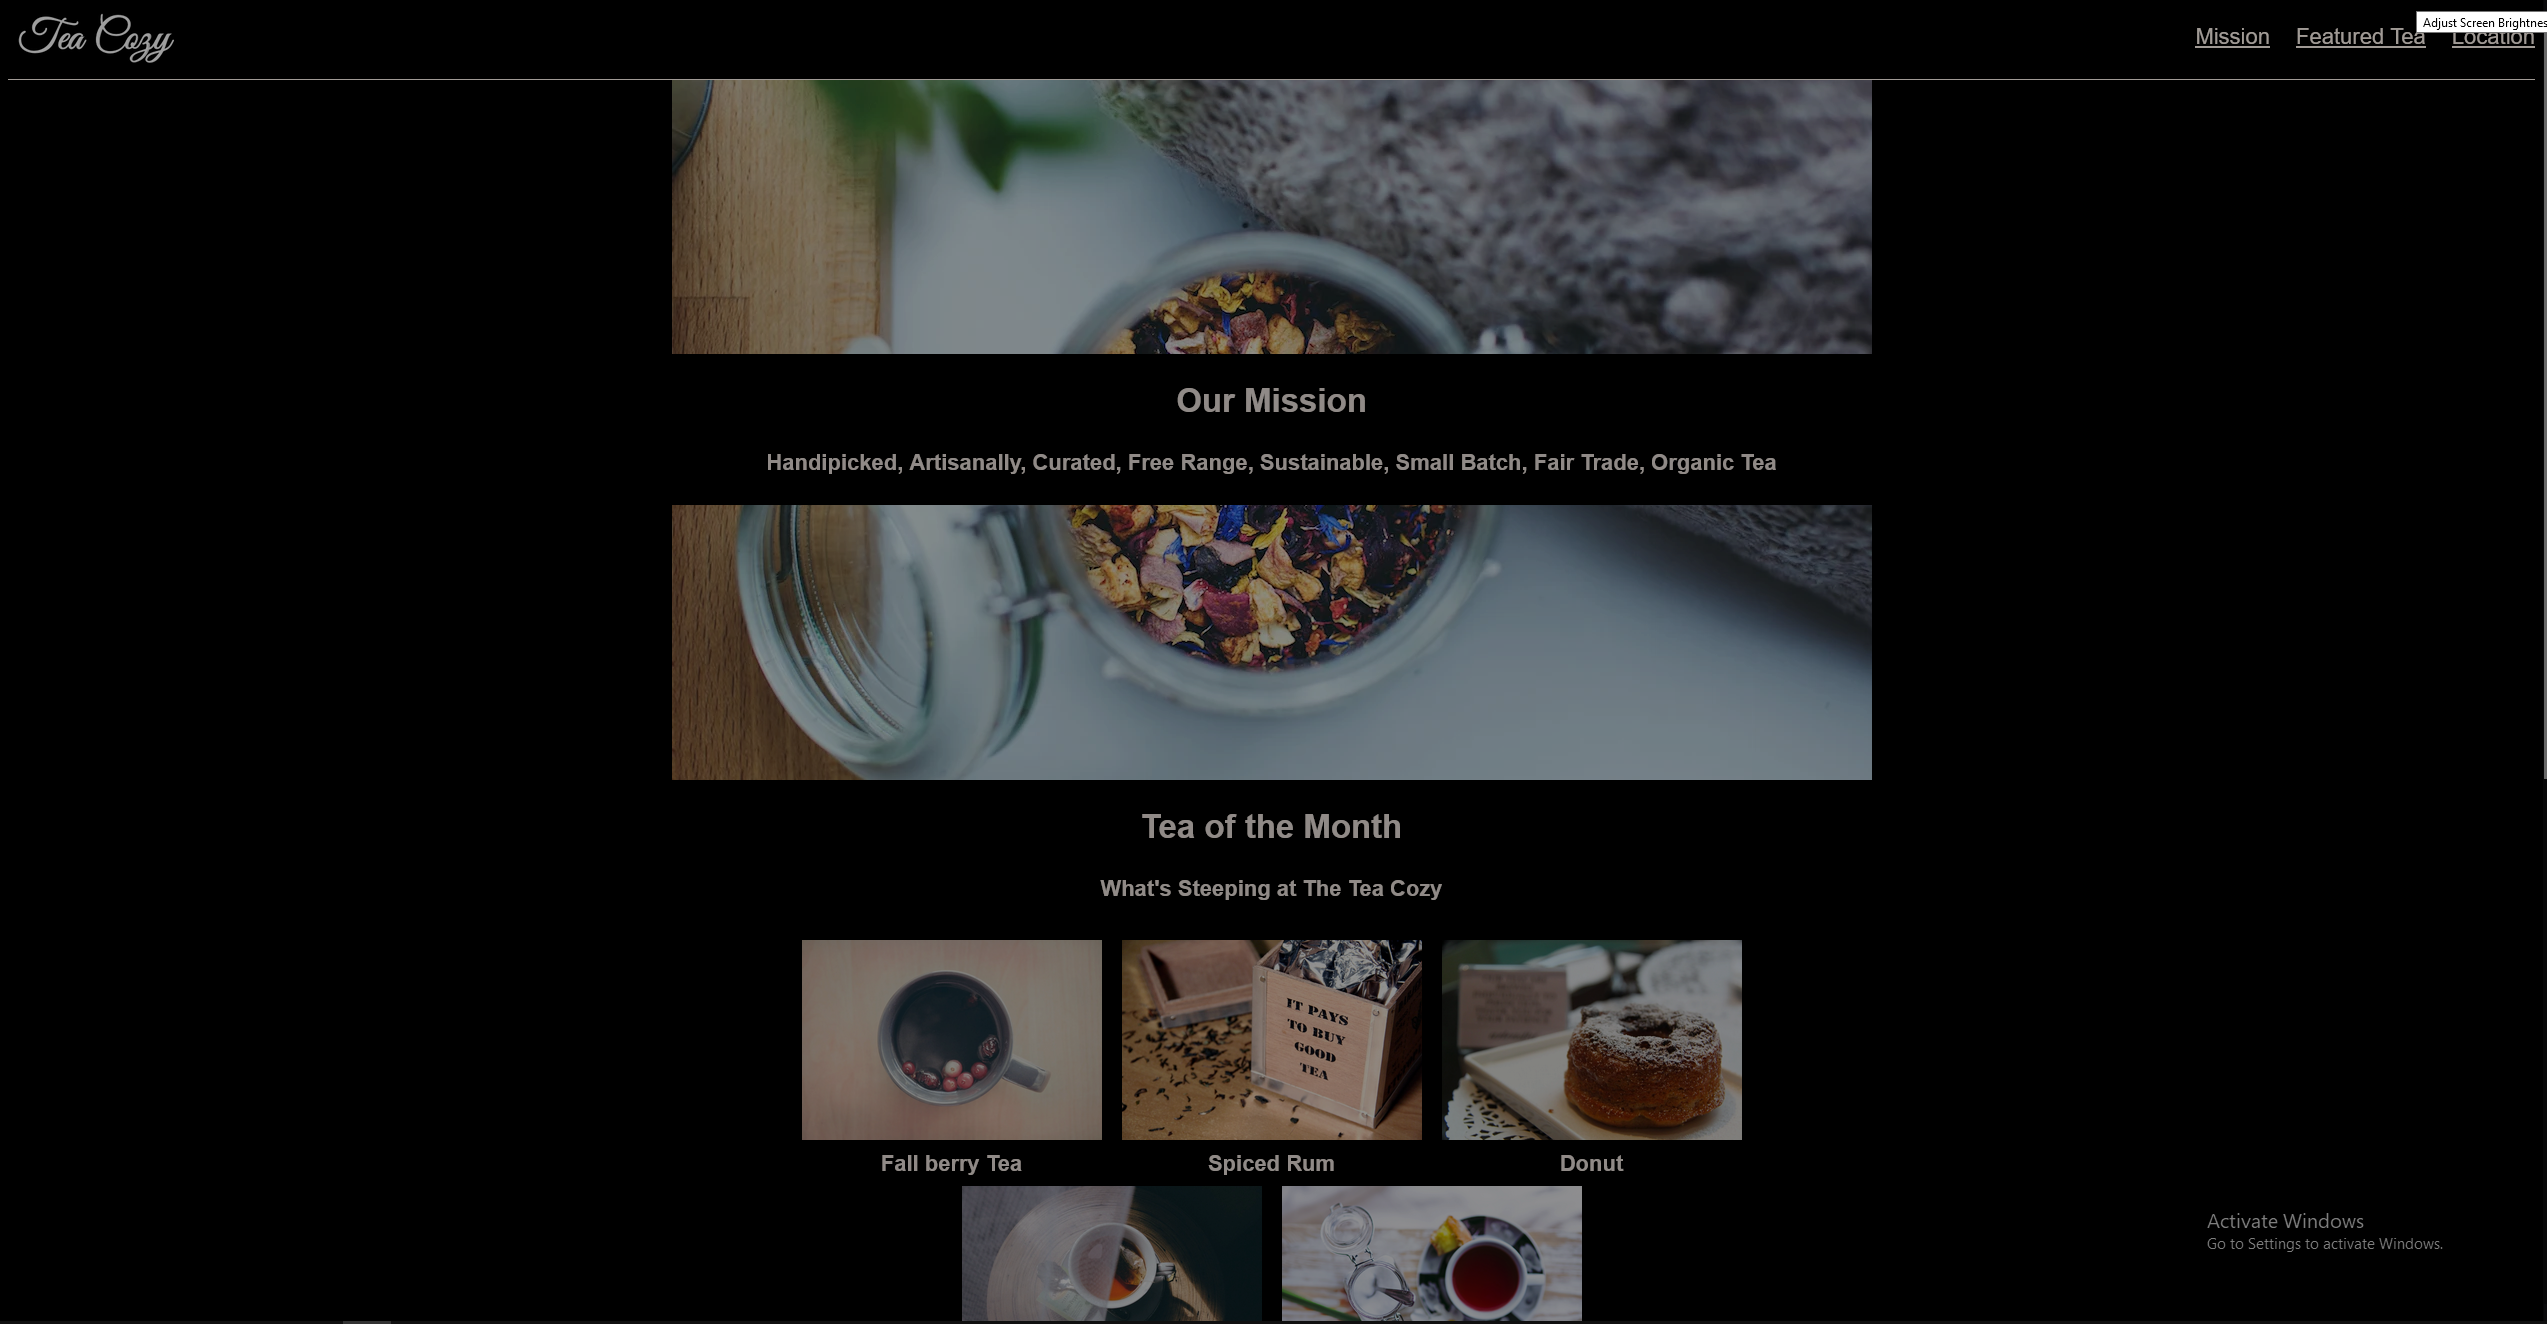 Tea Cozy
Adjust Screen Brightnes
Mission Featured Tea Location
Our Mission
Handipicked, Artisanally, Curated, Free Range, Sustainable, Small Batch, Fair Trade, Organic Tea
Tea of the Month
What's Steeping at The Tea Cozy
IT PAYS
TO BUY
GOOD
TEA
Fall berry Tea Spiced Rum Donut
Activate Windows
Go to Settings to activate Windows.